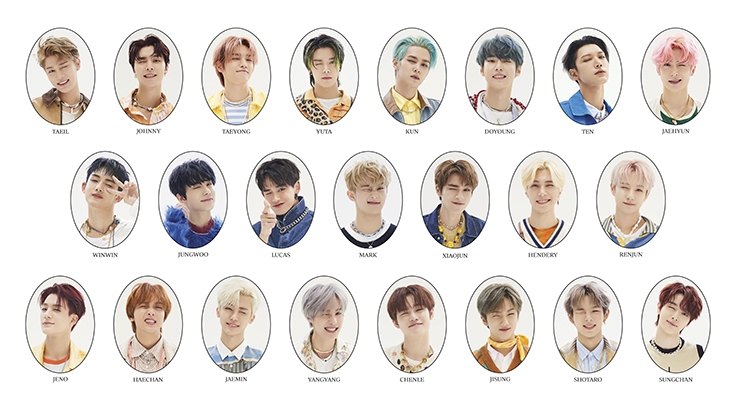 TAEIL JOHNNY TAEYONG YUTA KUN DOYOUNG TEN JAEHYUN
WINWIN JUNGWOO LUCAS MARK XIAOJUN HENDERY RENJUN
JENO HAECHAN JAEMIN YANGYANG CHENLE JISUNG SHOTARO SUNGCHAN